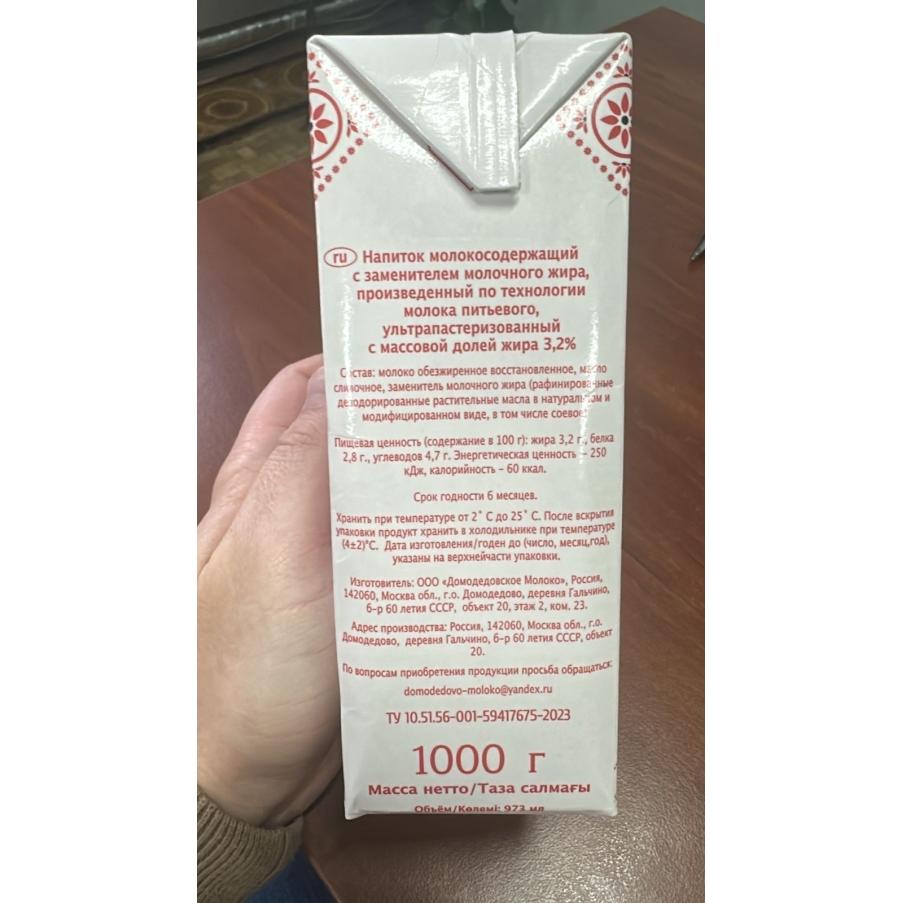 ru Напиток молокосодержащий
с заменителем молочного жира,
произведенный по технологии
молока питьевого,
ультрапастеризованный
с массовой долей жира 3,2%
Состав: молоко обезжиренное восстановленное, масло
сливочное, заменитель молочного жира (рафинированные
дезодорированные растительные масла в натуральном и
модифицированном виде, в том числе соевое)
Пищевая ценность (содержание в 100 г): жира 3,2 г., белка
2,8 г., углеводов 4,7 г. Энергетическая ценность – 250
кДж, калорийность – 60 ккал.
Срок годности 6 месяцев.
Хранить при температуре от 2˚ С до 25˚ С. После вскрытия
упаковки продукт хранить в холодильнике при температуре
(4±2)°С. Дата изготовления/годен до (число, месяц,год),
указаны на верхнейчасти упаковки.
Изготовитель: ООО «Домодедовское Молоко», Россия,
142060, Москва обл., г.о. Домодедово, деревня Гальчино,
б-р 60 летия СССР, объект 20, этаж 2, ком. 23.
Адрес производства: Россия, 142060, Москва обл., г.о.
Домодедово, деревня Гальчино, б-р 60 летия СССР, объект
20.
По вопросам приобретения продукции просьба обращаться:
domodedovo-moloko@yandex.ru
ТУ 10.51.56-001-59417675-2023
1000 г
Масса нетто/Таза салмағы
Объём/Көлемі: 973 мл